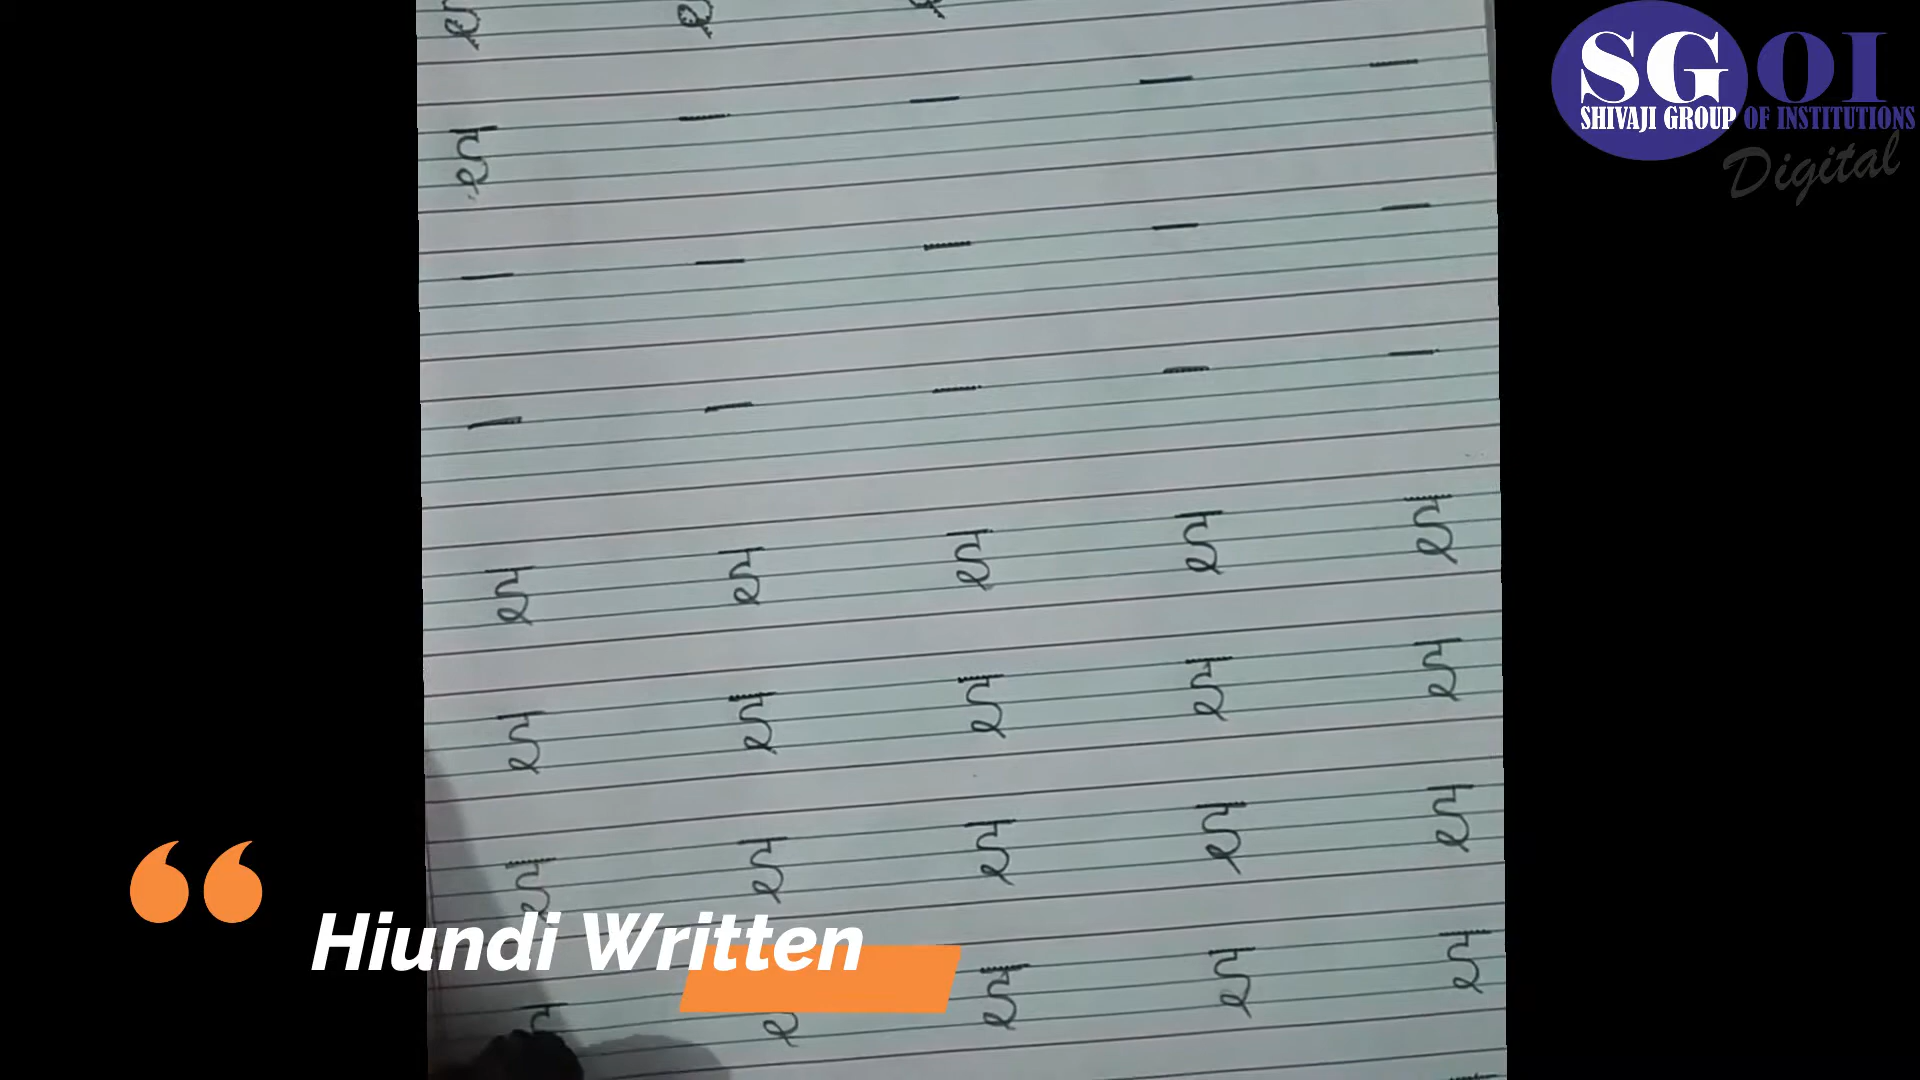 इ
इ इ इ इ इ
इ इ इ इ इ
इ इ इ इ इ
इ इ इ
SGOI
SHIVAJI GROUP OF INSTITUTIONS
Digital
“
Hiundi Written